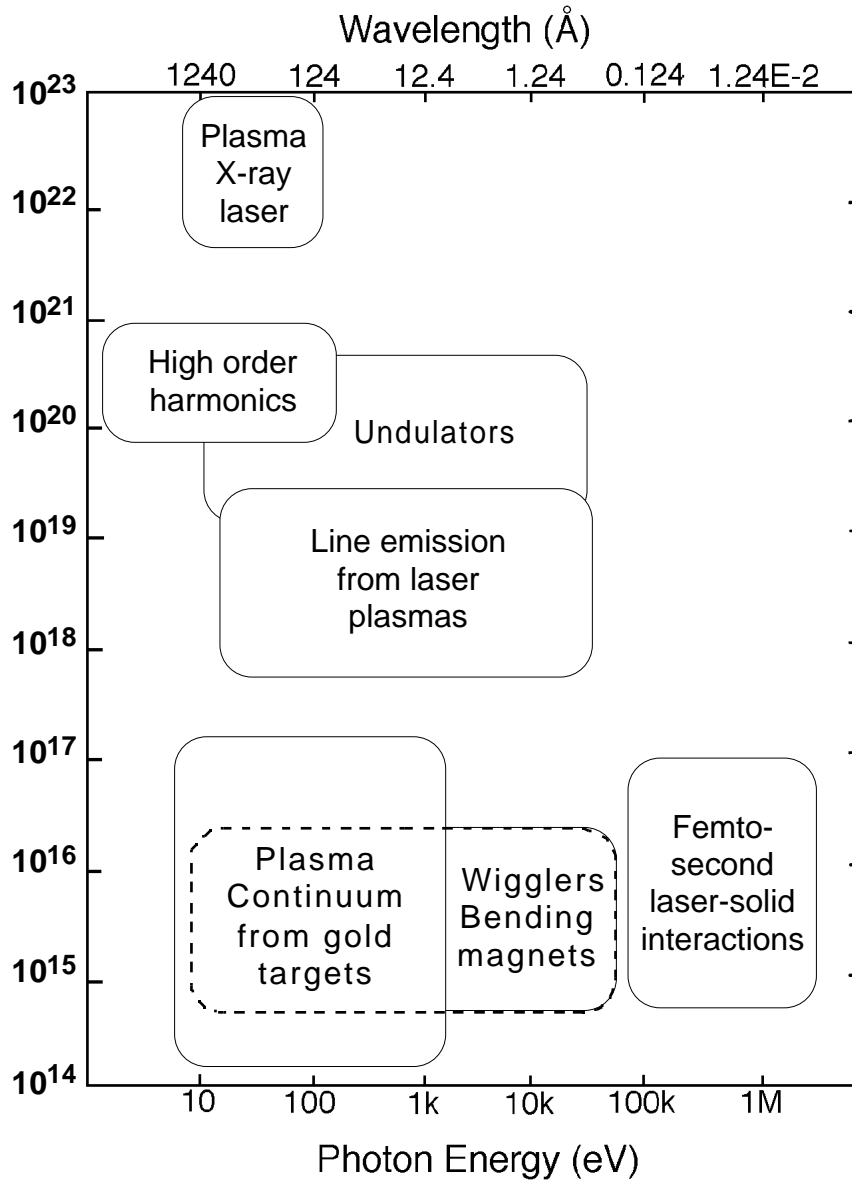 Wavelength (Å)
1240 124 12.4 1.24 0.124 1.24E-2
10²³
Plasma
X-ray
laser
10²²
10²¹
High order
harmonics
10²⁰
Undulators
10¹⁹
Line emission
from laser
plasmas
10¹⁸
10¹⁷
Femto-
second
laser-solid
interactions
10¹⁶
Plasma
Continuum
from gold
targets
Wigglers
Bending
magnets
10¹⁵
10¹⁴
10 100 1k 10k 100k 1M
Photon Energy (eV)